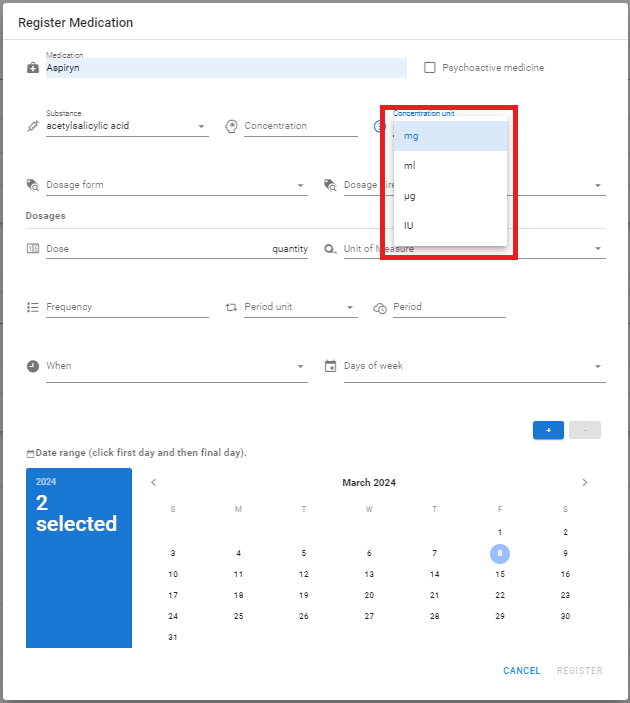 Register Medication
Medication
Aspiryn
Psychoactive medicine
Substance
acetylsalicylic acid
Concentration
Concentration unit
mg
ml
µg
IU
Dosage form
Dosage
Dosages
Dose
quantity
Unit of Measure
Frequency
Period unit
Period
When
Days of week
+
-
Date range (click first day and then final day).
2024
2
selected
March 2024
S M T W T F S
1 2
3 4 5 6 7 8 9
10 11 12 13 14 15 16
17 18 19 20 21 22 23
24 25 26 27 28 29 30
31
CANCEL REGISTER